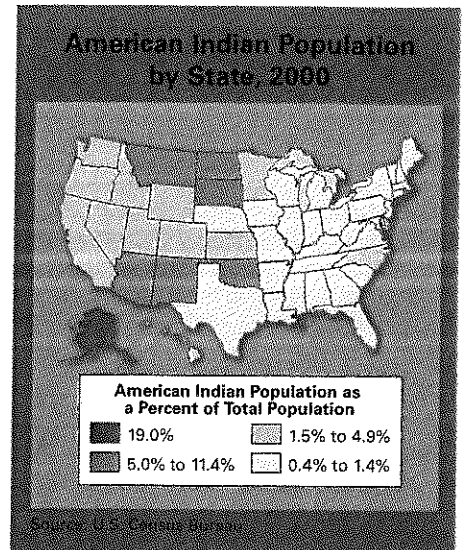 American Indian Population
by State, 2000
American Indian Population as
a Percent of Total Population
19.0%
1.5% to 4.9%
5.0% to 11.4%
0.4% to 1.4%
Source: U.S. Census Bureau